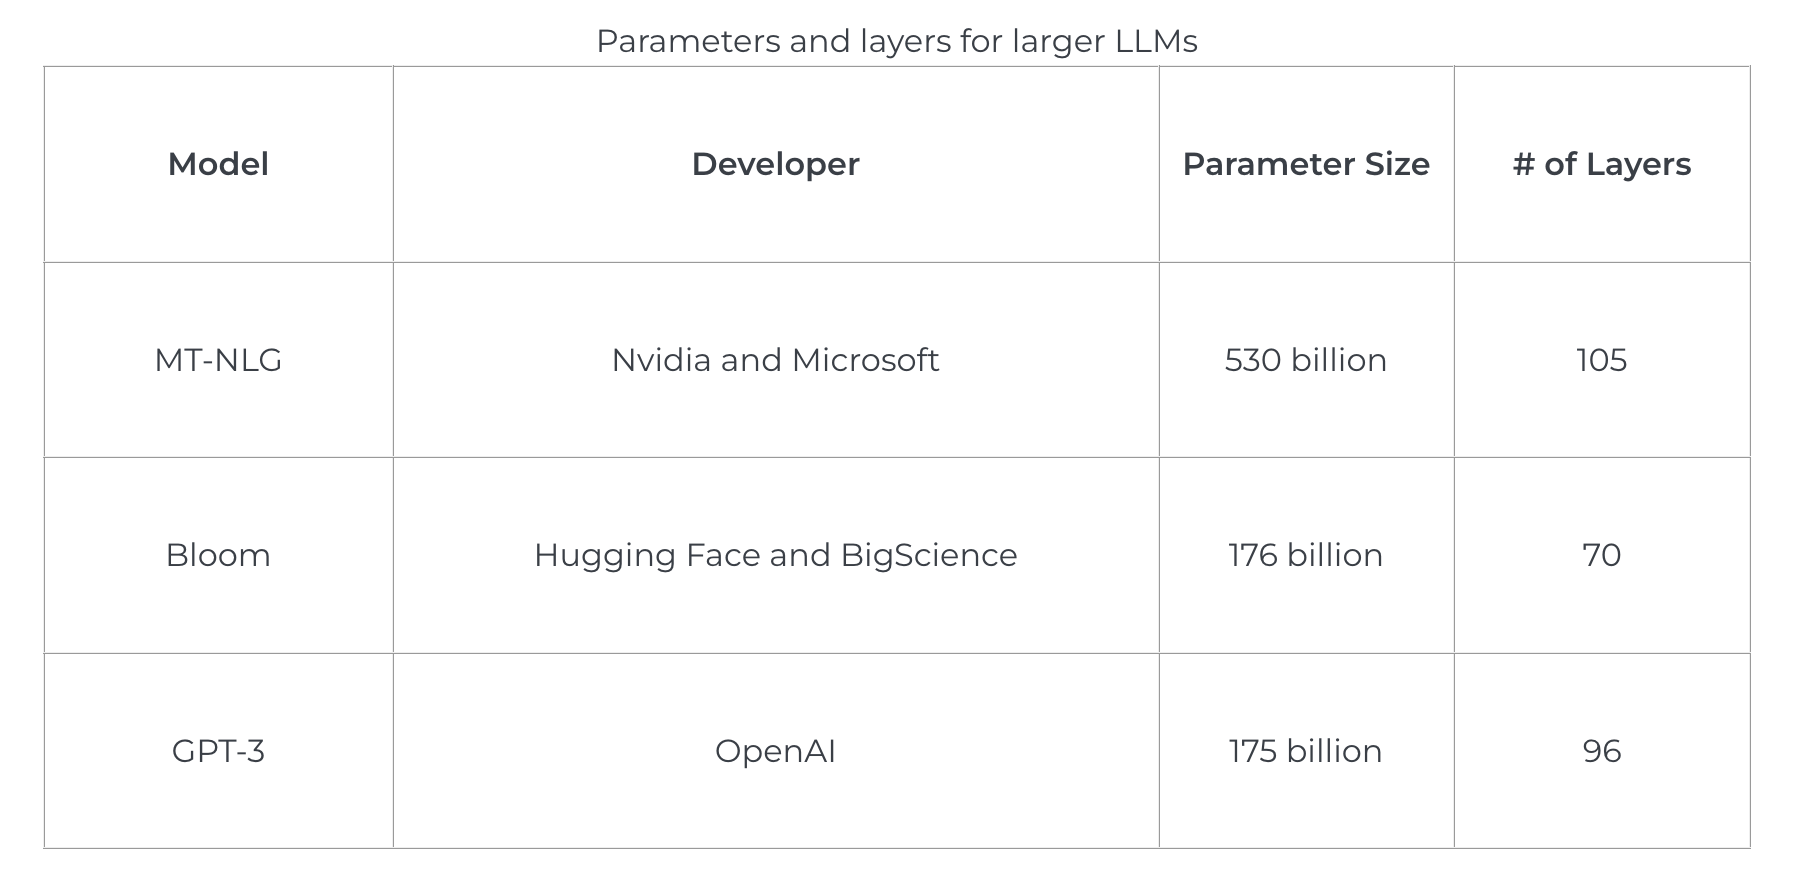 Parameters and layers for larger LLMs
Model Developer Parameter Size # of Layers
MT-NLG Nvidia and Microsoft 530 billion 105
Bloom Hugging Face and BigScience 176 billion 70
GPT-3 OpenAI 175 billion 96